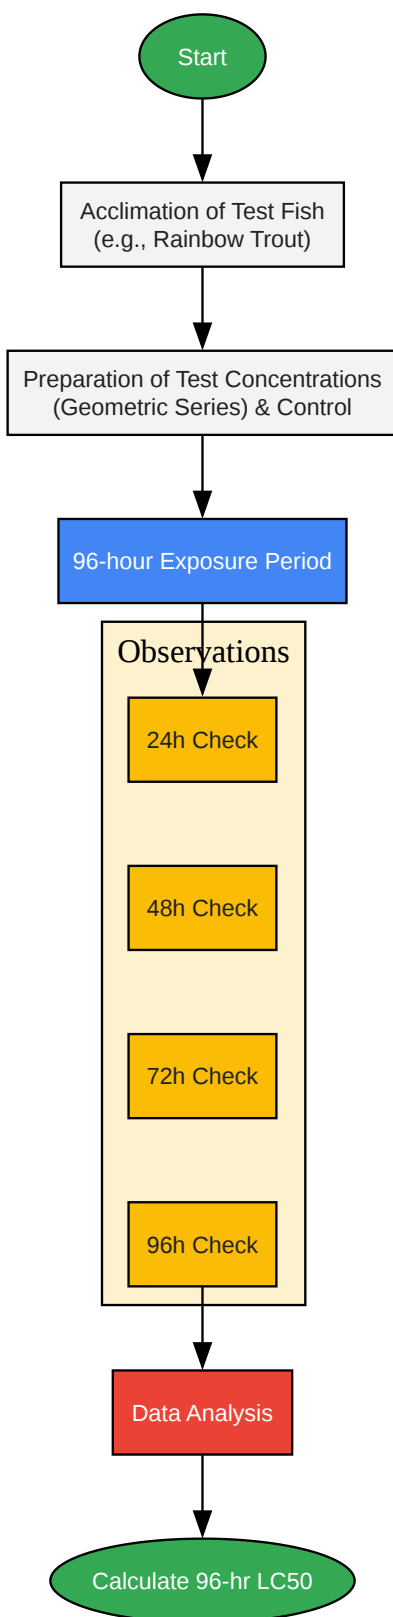 Start
Acclimation of Test Fish
(e.g., Rainbow Trout)
Preparation of Test Concentrations
(Geometric Series) & Control
96-hour Exposure Period
Observations
24h Check
48h Check
72h Check
96h Check
Data Analysis
Calculate 96-hr LC50